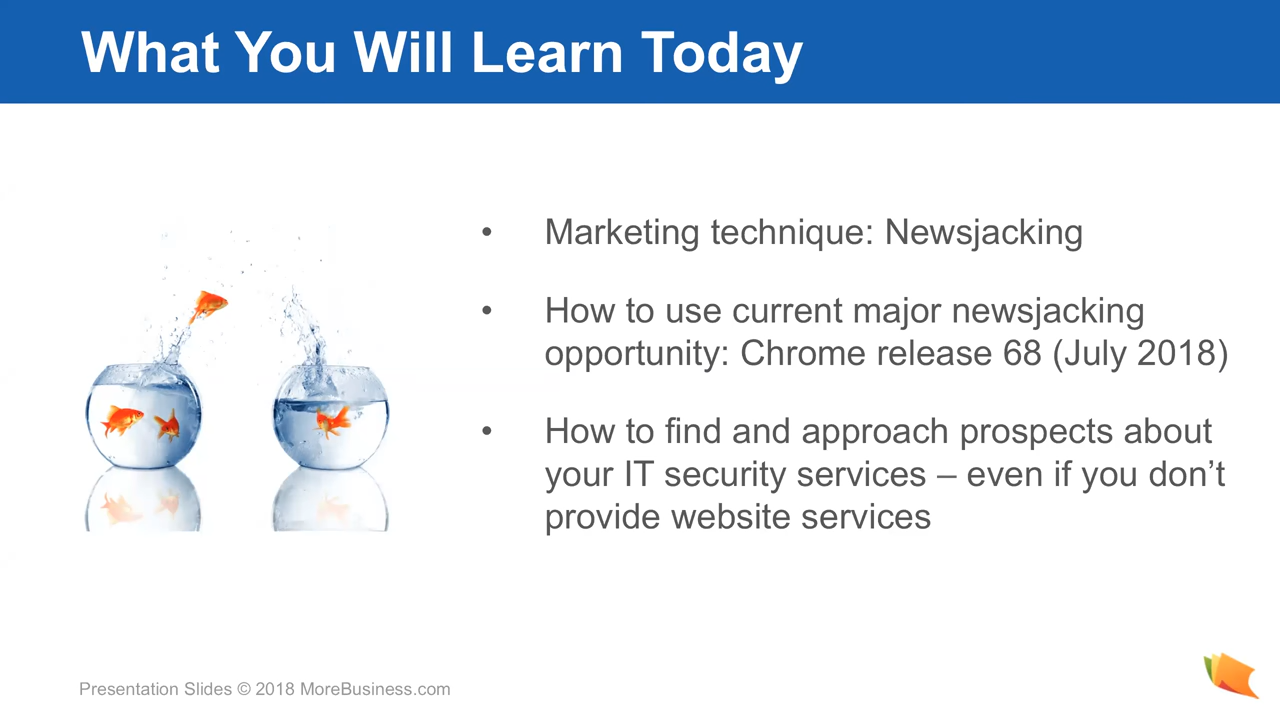 What You Will Learn Today
• Marketing technique: Newsjacking
• How to use current major newsjacking
opportunity: Chrome release 68 (July 2018)
• How to find and approach prospects about
your IT security services – even if you don’t
provide website services
Presentation Slides © 2018 MoreBusiness.com